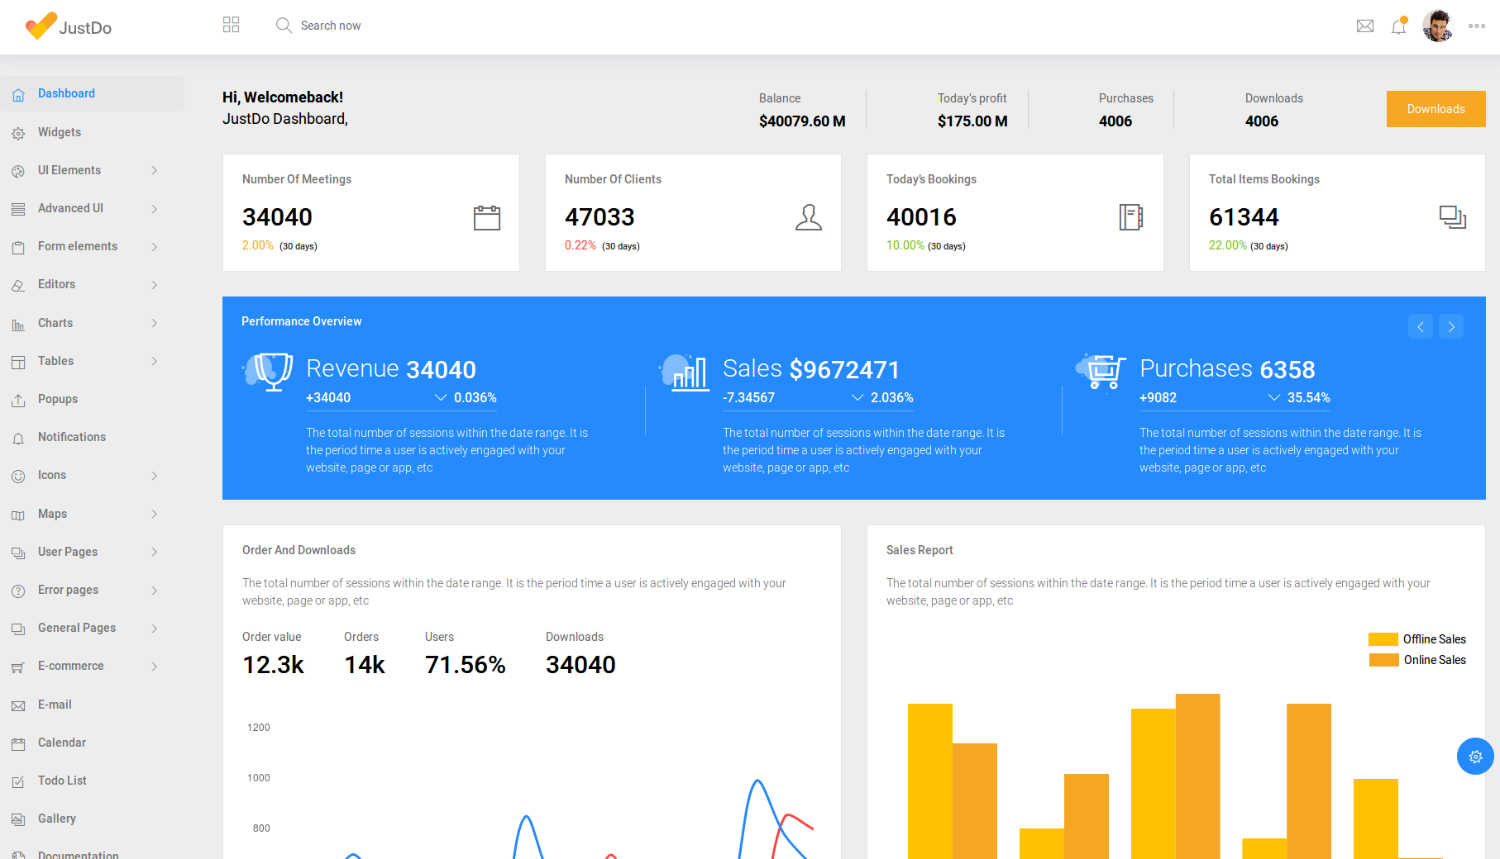 JustDo
Search now
Dashboard
Widgets
UI Elements
Advanced UI
Form elements
Editors
Charts
Tables
Popups
Notifications
Icons
Maps
User Pages
Error pages
General Pages
E-commerce
E-mail
Calendar
Todo List
Gallery
Documentation
Hi, Welcomeback!
JustDo Dashboard,
Balance
$40079.60 M
Today's profit
$175.00 M
Purchases
4006
Downloads
4006
Downloads
Number Of Meetings
34040
2.00% (30 days)
Number Of Clients
47033
0.22% (30 days)
Today's Bookings
40016
10.00% (30 days)
Total Items Bookings
61344
22.00% (30 days)
Performance Overview
Revenue 34040
+34040 0.036%
The total number of sessions within the date range. It is
the period time a user is actively engaged with your
website, page or app, etc
Sales $9672471
-7.34567 2.036%
The total number of sessions within the date range. It is
the period time a user is actively engaged with your
website, page or app, etc
Purchases 6358
+9082 35.54%
The total number of sessions within the date range. It is
the period time a user is actively engaged with your
website, page or app, etc
Order And Downloads
The total number of sessions within the date range. It is the period time a user is actively engaged with your
website, page or app, etc
Order value
12.3k
Orders
14k
Users
71.56%
Downloads
34040
1200
1000
800
Sales Report
The total number of sessions within the date range. It is the period time a user is actively engaged with your
website, page or app, etc
Offline Sales
Online Sales